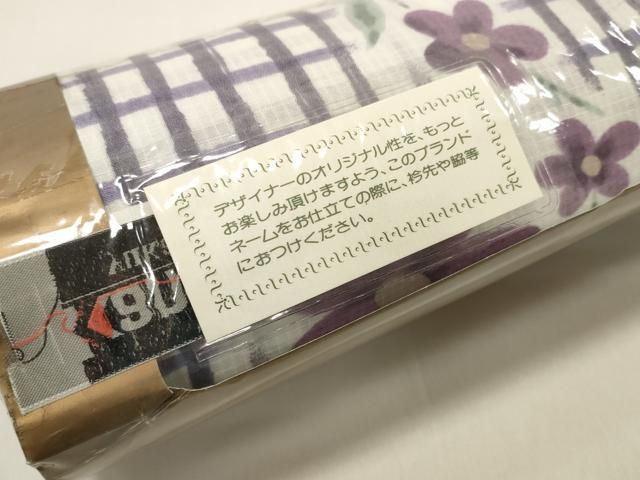 デザイナーのオリジナル性を、もっと
お楽しみ頂けますよう、このブランド
ネームをお仕立ての際に、衿先や脇等
におつけください。